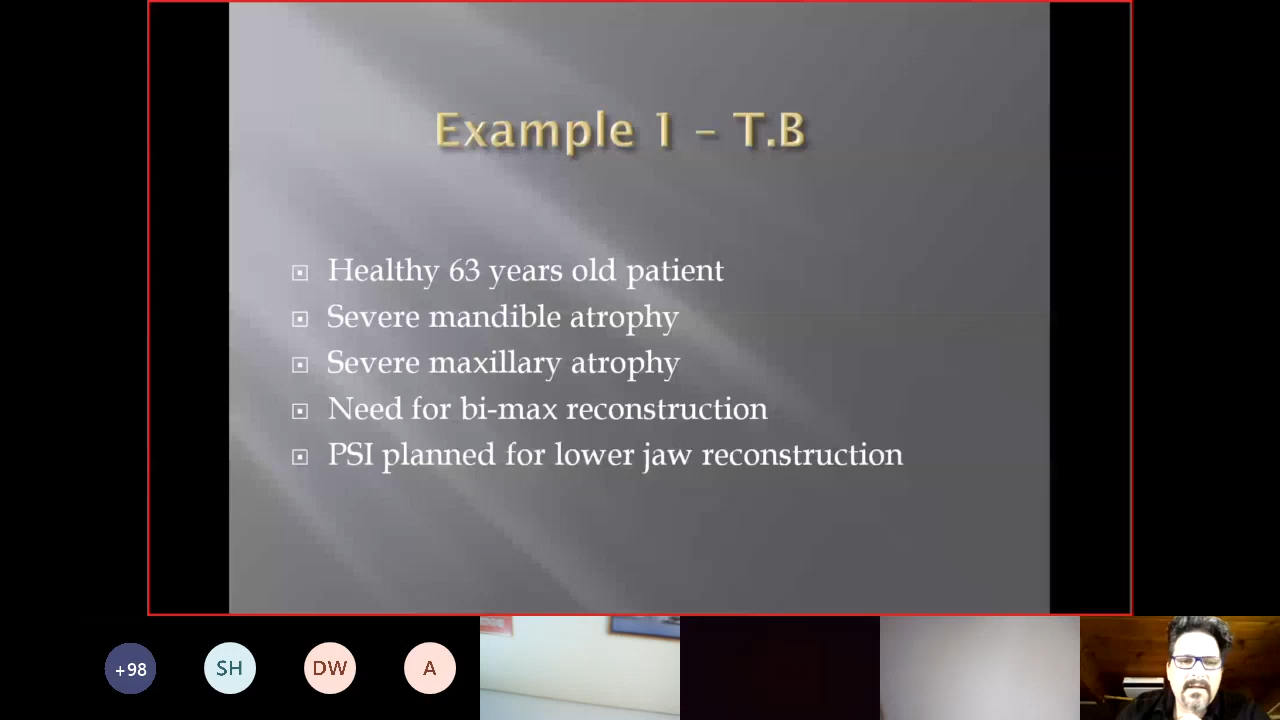 Example 1 – T.B
Healthy 63 years old patient
Severe mandible atrophy
Severe maxillary atrophy
Need for bi-max reconstruction
PSI planned for lower jaw reconstruction
+98 SH DW A